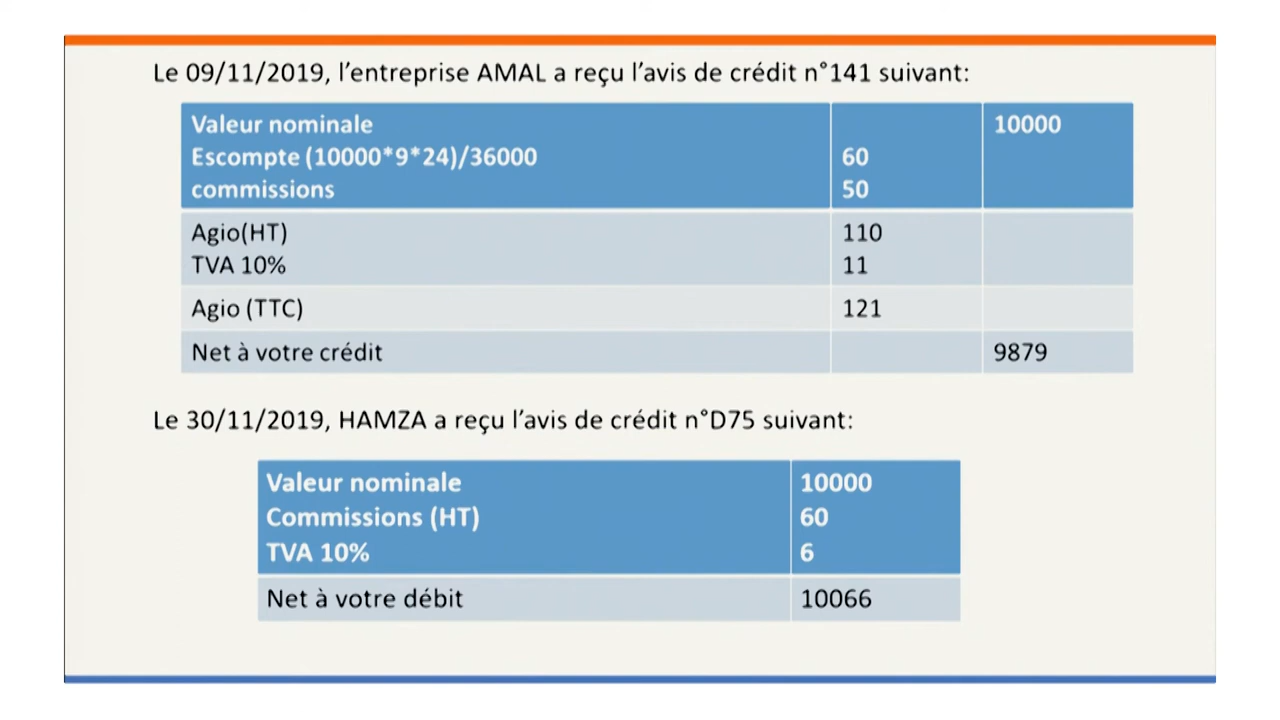 Le 09/11/2019, l’entreprise AMAL a reçu l’avis de crédit n°141 suivant:
Valeur nominale 10000
Escompte (10000*9*24)/36000 60
commissions 50
Agio(HT) 110
TVA 10% 11
Agio (TTC) 121
Net à votre crédit 9879
Le 30/11/2019, HAMZA a reçu l’avis de crédit n°D75 suivant:
Valeur nominale 10000
Commissions (HT) 60
TVA 10% 6
Net à votre débit 10066